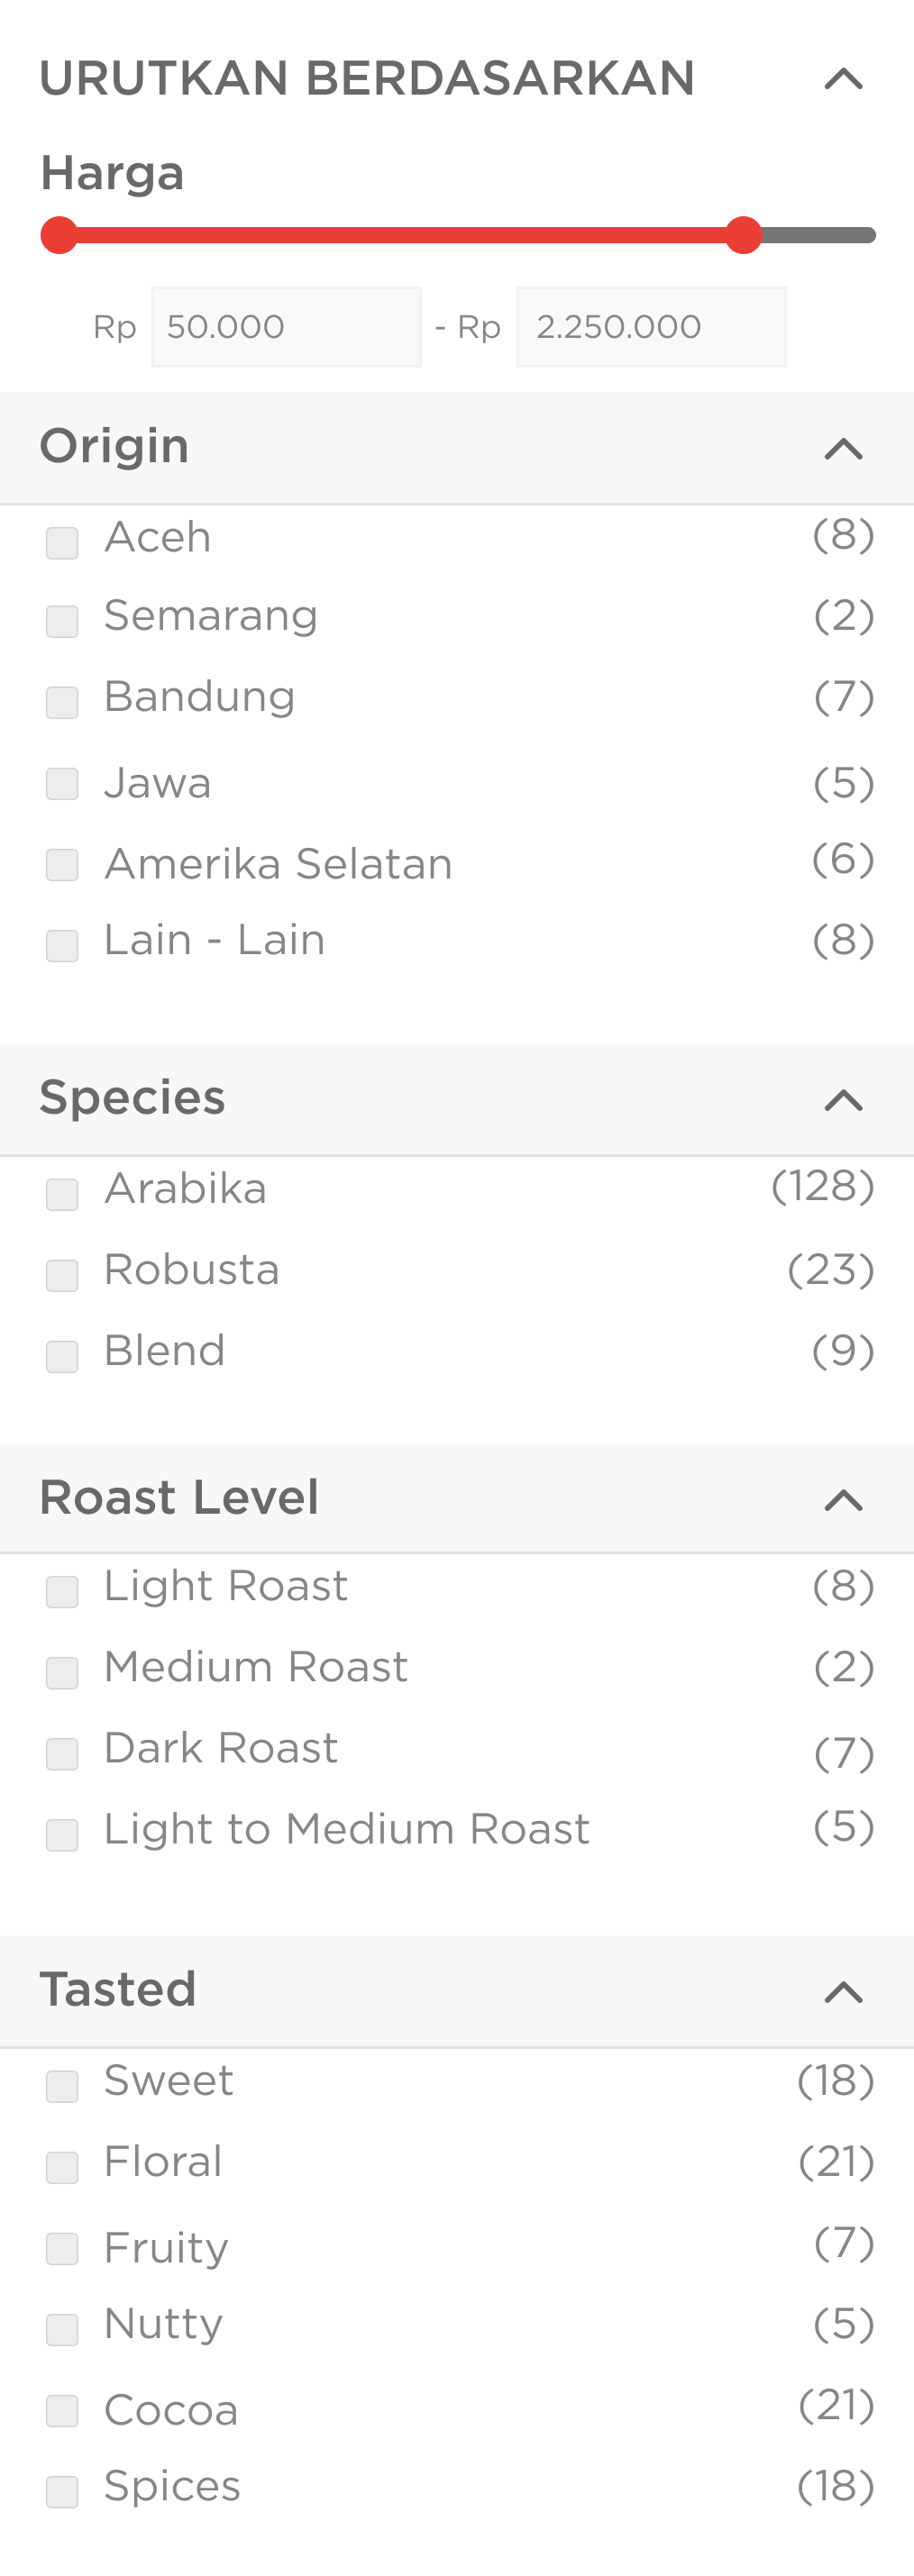 URUTKAN BERDASARKAN
Harga
Rp 50.000 - Rp 2.250.000
Origin
Aceh (8)
Semarang (2)
Bandung (7)
Jawa (5)
Amerika Selatan (6)
Lain - Lain (8)
Species
Arabika (128)
Robusta (23)
Blend (9)
Roast Level
Light Roast (8)
Medium Roast (2)
Dark Roast (7)
Light to Medium Roast (5)
Tasted
Sweet (18)
Floral (21)
Fruity (7)
Nutty (5)
Cocoa (21)
Spices (18)